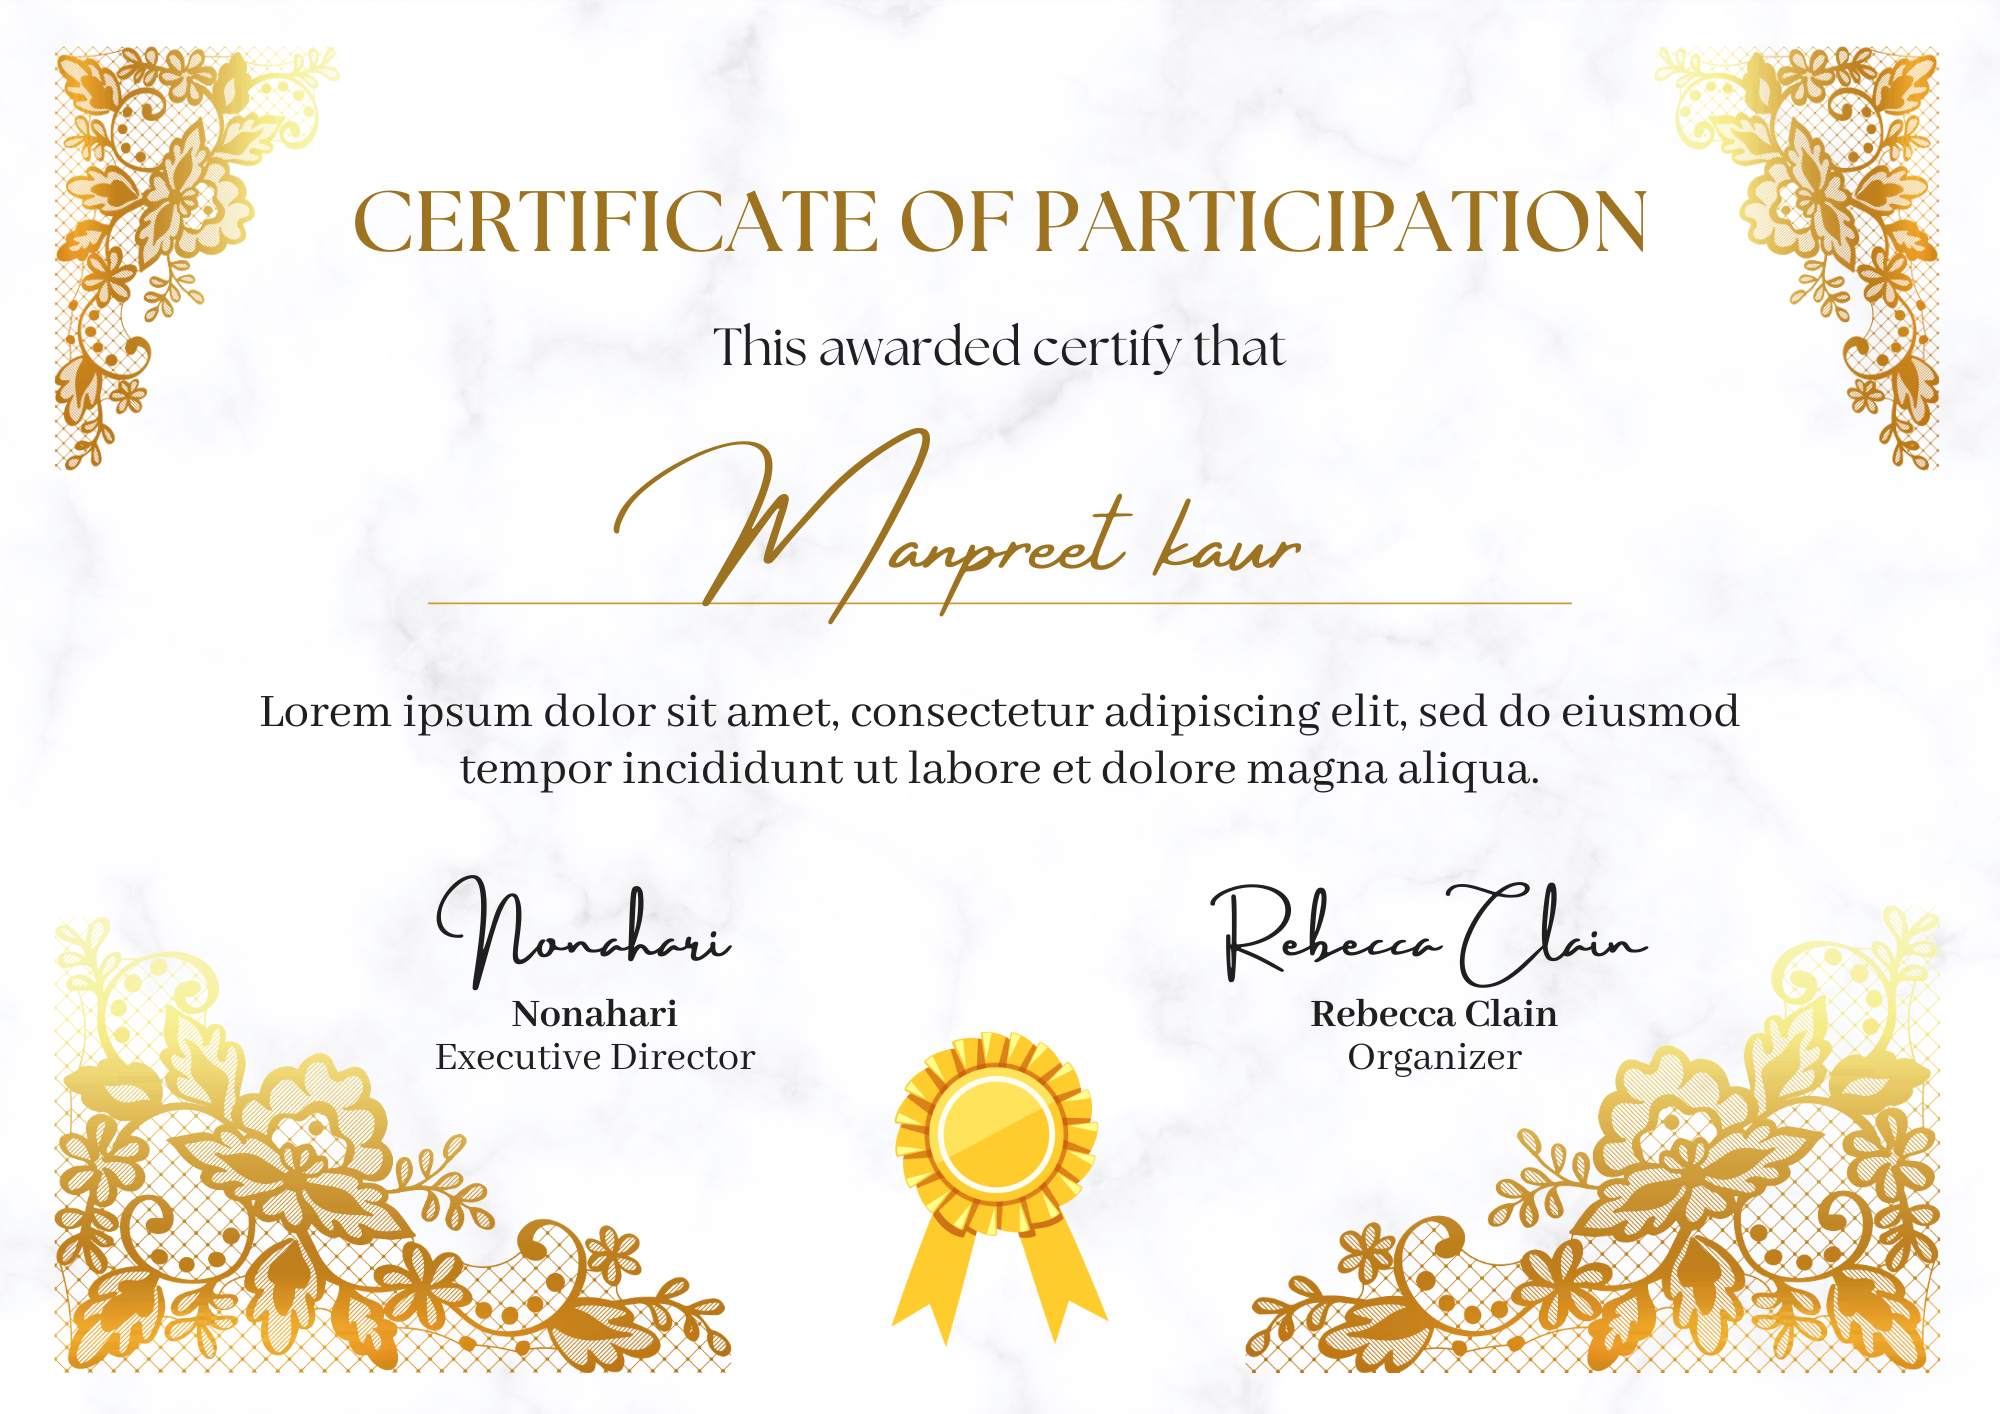 CERTIFICATE OF PARTICIPATION
This awarded certify that
Manpreet kaur
Lorem ipsum dolor sit amet, consectetur adipiscing elit, sed do eiusmod
tempor incididunt ut labore et dolore magna aliqua.
Nonahari
Nonahari
Executive Director
Rebecca Clain
Rebecca Clain
Organizer